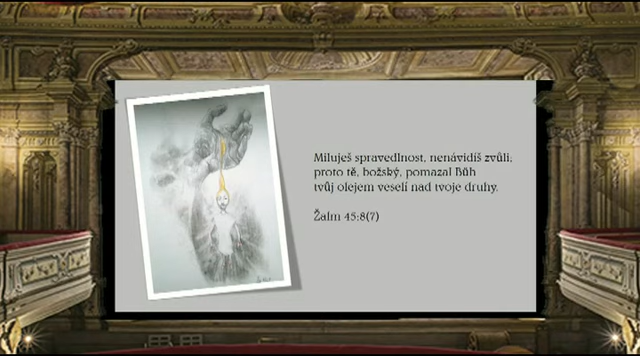 Miluješ spravedlnost, nenávidíš zvůli;
proto tě, božský, pomazal Bůh
tvůj olejem veselí nad tvoje druhy.
Žalm 45:8(7)